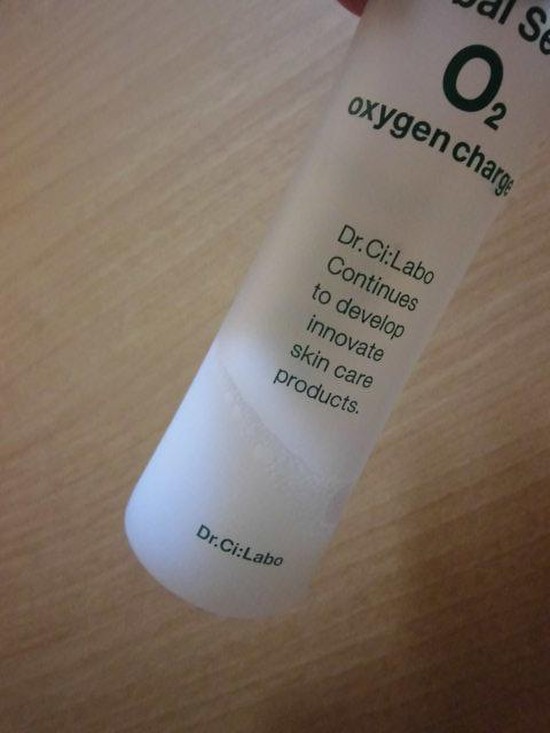 O2
oxygen charge
Dr.Ci:Labo
Continues
to develop
innovate
skin care
products.
Dr.Ci:Labo